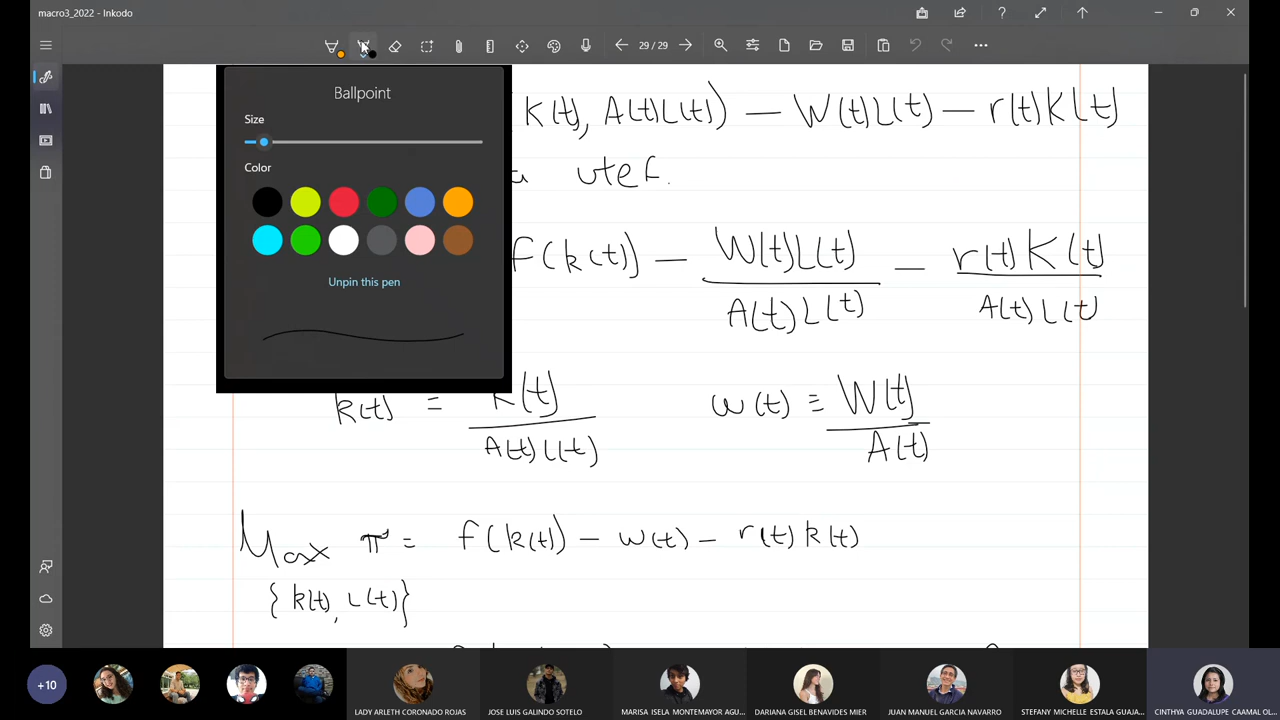 macro3_2022 - Inkodo
29 / 29
Ballpoint
Size
Color
Unpin this pen
K(t), A(t)L(t)) — W(t)L(t) — r(t)K(t)
utef.
f(k(t)) — W(t)L(t) / A(t)L(t) — r(t)K(t) / A(t)L(t)
k(t) = K(t) / A(t)L(t)
w(t) ≡ W(t) / A(t)
Max π = f(k(t)) - w(t) - r(t)k(t)
{k(t), L(t)}
+10
LADY ARLETH CORONADO ROJAS
JOSE LUIS GALINDO SOTELO
MARISA ISELA MONTEMAYOR AGU...
DARIANA GISEL BENAVIDES MIER
JUAN MANUEL GARCIA NAVARRO
STEFANY MICHELLE ESTALA GUAJA...
CINTHYA GUADALUPE CAAMAL OL...